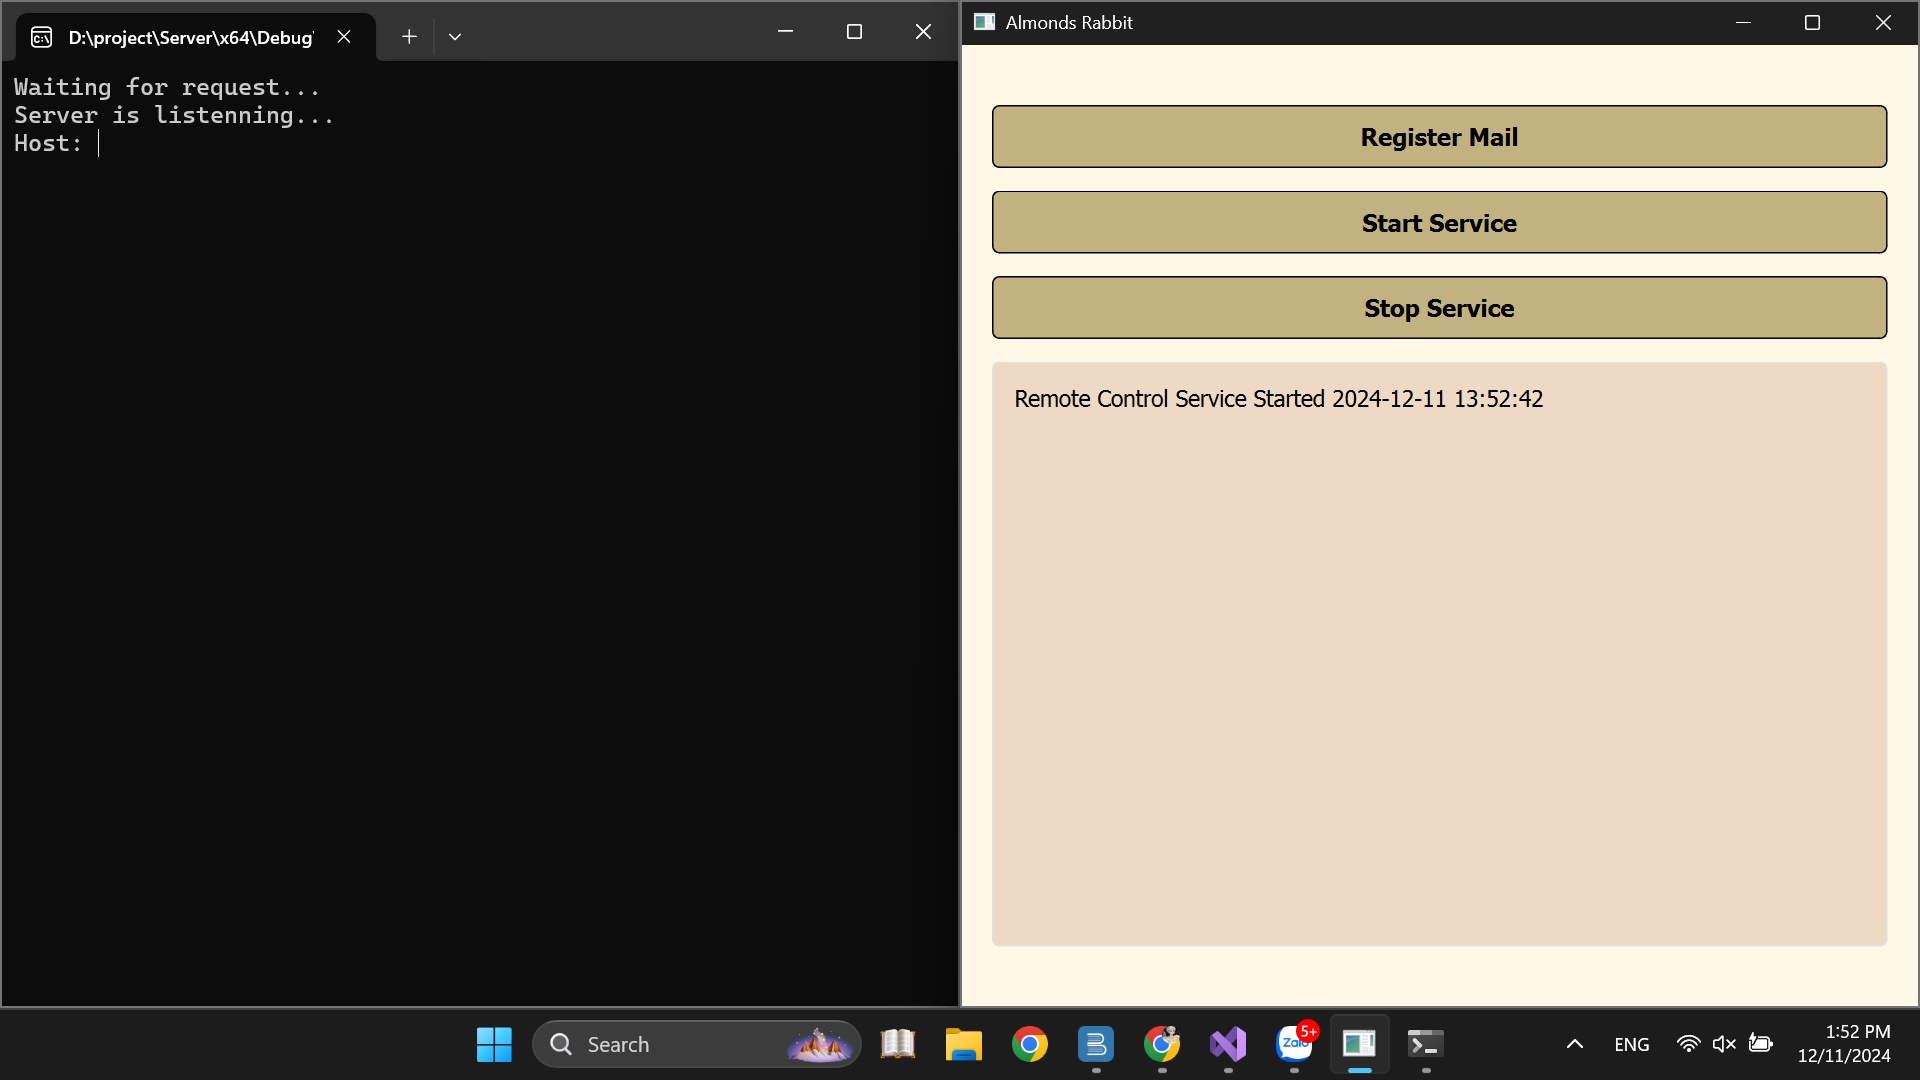 D:\project\Server\x64\Debug\
Waiting for request...
Server is listenning...
Host:
Almonds Rabbit
Register Mail
Start Service
Stop Service
Remote Control Service Started 2024-12-11 13:52:42
Search
Zalo
5+
ENG
1:52 PM
12/11/2024